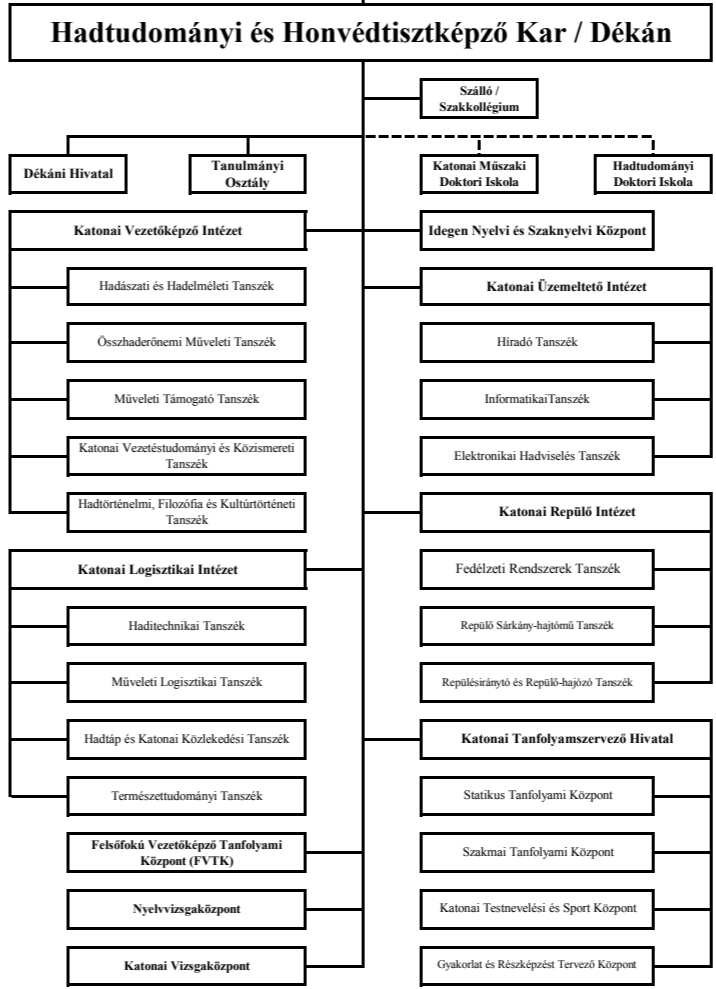 Hadtudományi és Honvédtisztképző Kar / Dékán
Szálló /
Szakkollégium
Dékáni Hivatal
Tanulmányi
Osztály
Katonai Műszaki
Doktori Iskola
Hadtudományi
Doktori Iskola
Katonai Vezetőképző Intézet
Hadászati és Hadelméleti Tanszék
Összhaderőnemi Műveleti Tanszék
Műveleti Támogató Tanszék
Katonai Vezetéstudományi és Közismereti
Tanszék
Hadtörténelmi, Filozófia és Kultúrtörténeti
Tanszék
Katonai Logisztikai Intézet
Haditechnikai Tanszék
Műveleti Logisztikai Tanszék
Hadtáp és Katonai Közlekedési Tanszék
Természettudományi Tanszék
Felsőfokú Vezetőképző Tanfolyami
Központ (FVTK)
Nyelvvizsgaközpont
Katonai Vizsgaközpont
Idegen Nyelvi és Szaknyelvi Központ
Katonai Üzemeltető Intézet
Híradó Tanszék
InformatikaiTanszék
Elektronikai Hadviselés Tanszék
Katonai Repülő Intézet
Fedélzeti Rendszerek Tanszék
Repülő Sárkány-hajtómű Tanszék
Repülésirányító és Repülő-hajózó Tanszék
Katonai Tanfolyamszervező Hivatal
Statikus Tanfolyami Központ
Szakmai Tanfolyami Központ
Katonai Testnevelési és Sport Központ
Gyakorlat és Részképzést Tervező Központ